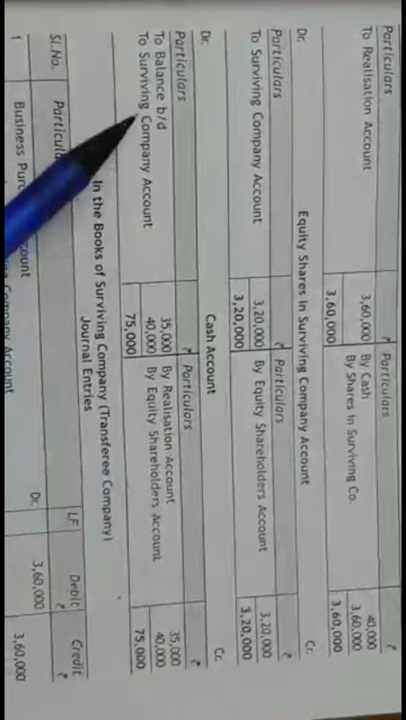 Particulars ₹ Particulars ₹
To Realisation Account 3,60,000 By Cash 40,000
By Shares in Surviving Co. 3,60,000
3,60,000 3,60,000
Equity Shares in Surviving Company Account
Dr. Cr.
Particulars ₹ Particulars ₹
To Surviving Company Account 3,20,000 By Equity Shareholders Account 3,20,000
3,20,000 3,20,000
Cash Account
Dr. Cr.
Particulars ₹ Particulars ₹
To Balance b/d 35,000 By Realisation Account 35,000
To Surviving Company Account 40,000 By Equity Shareholders Account 40,000
75,000 75,000
In the Books of Surviving Company (Transferee Company)
Journal Entries
Sl.No. LF Debit Credit
₹ ₹
1 Business Dr. 3,60,000
Company Account 3,60,000